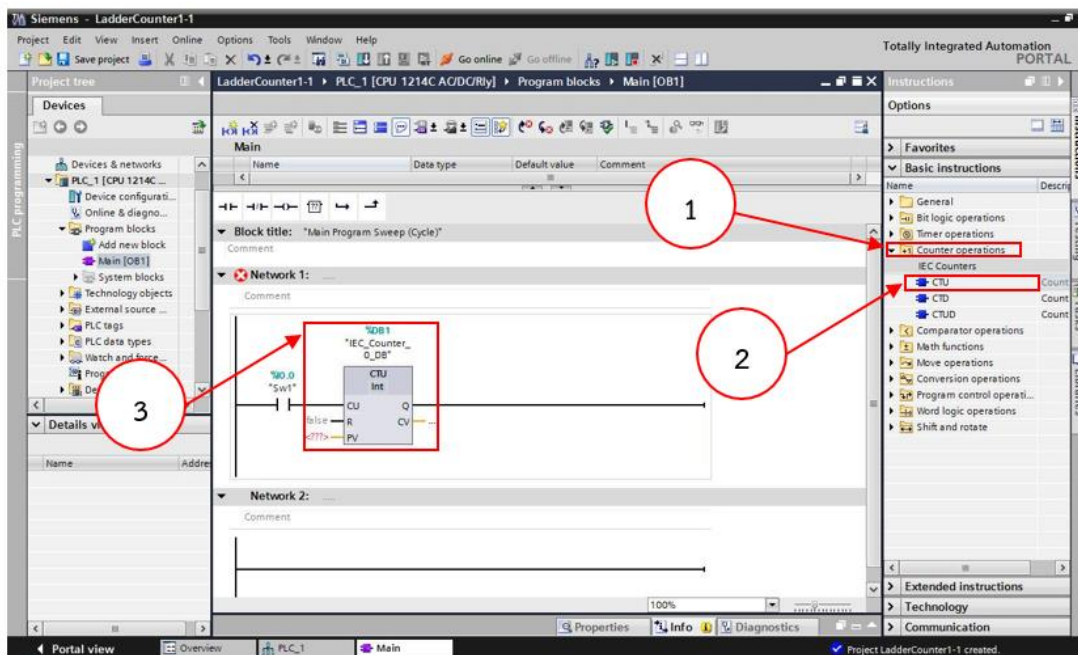 Siemens - LadderCounter1-1
Project Edit View Insert Online Options Tools Window Help
Totally Integrated Automation
PORTAL
Save project Go online Go offline
Project tree
LadderCounter1-1 PLC_1 [CPU 1214C AC/DC/Rly] Program blocks Main [OB1]
Instructions
Devices
Options
PLC programming
Main
Name Data type Default value Comment
Devices & networks
PLC_1 [CPU 1214C ...
Device configurati...
Online & diagno...
Program blocks
Add new block
Main [OB1]
System blocks
Technology objects
External source ...
PLC tags
PLC data types
Watch and force...
Details
Name Addre
Block title: "Main Program Sweep (Cycle)"
Comment
Network 1: ....
Comment
%DB1
"IEC_Counter_
0_DB"
CTU
Int
%I0.0
"Sw1"
CU Q
false R CV ...
<???> PV
Network 2: ....
Comment
100%
1
2
3
Favorites
Basic instructions
Name Descrip
General
Bit logic operations
Timer operations
Counter operations
IEC Counters
CTU Count
CTD Count
CTUD Count
Comparator operations
Math functions
Move operations
Conversion operations
Program control operati...
Word logic operations
Shift and rotate
Extended instructions
Technology
Communication
Properties Info Diagnostics
Portal view Overview PLC_1 Main
Project LadderCounter1-1 created.